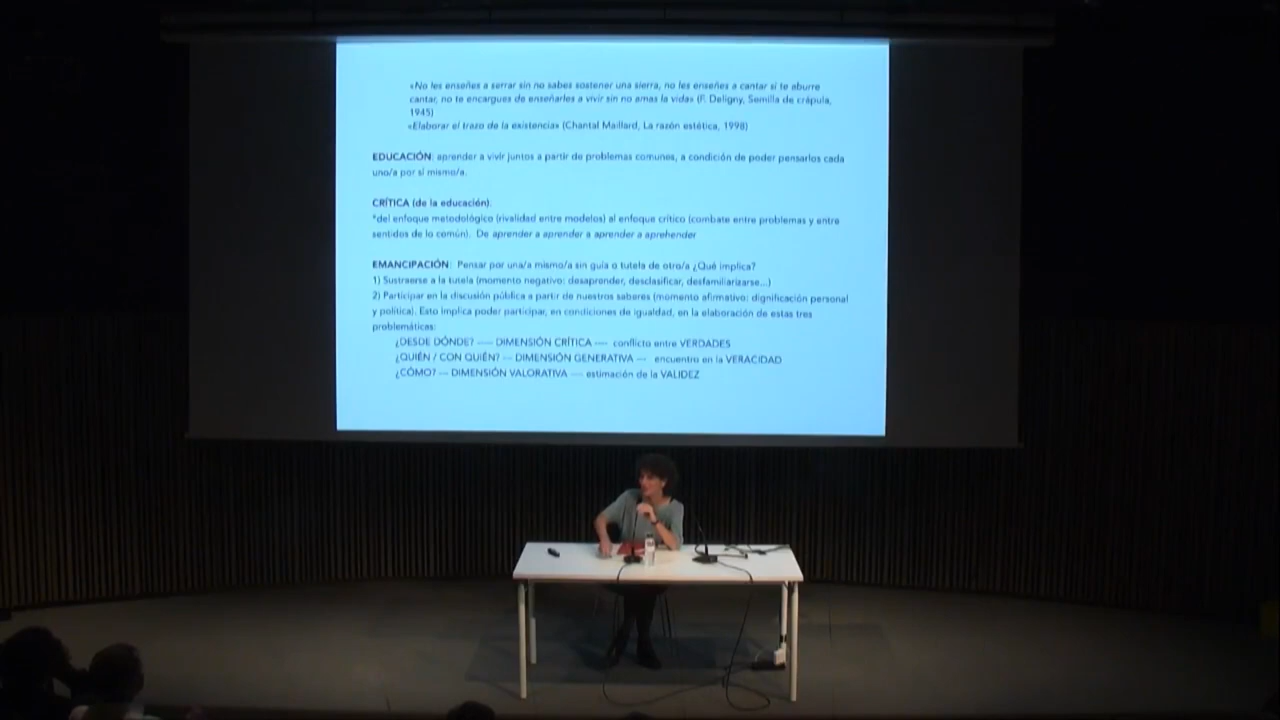 «No les enseñes a serrar sin no sabes sostener una sierra, no les enseñes a cantar si te aburre
cantar, no te encargues de enseñarles a vivir sin no amas la vida» (F. Deligny, Semilla de crápula,
1945)
«Elaborar el trazo de la existencia» (Chantal Maillard, La razón estética, 1998)
EDUCACIÓN: aprender a vivir juntos a partir de problemas comunes, a condición de poder pensarlos cada
uno/a por sí mismo/a.
CRÍTICA (de la educación).
*del enfoque metodológico (rivalidad entre modelos) al enfoque crítico (combate entre problemas y entre
sentidos de lo común). De aprender a aprender a aprender a aprehender
EMANCIPACIÓN: Pensar por una/a mismo/a sin guía o tutela de otro/a ¿Qué implica?
1) Sustraerse a la tutela (momento negativo: desaprender, desclasificar, desfamiliarizarse...)
2) Participar en la discusión pública a partir de nuestros saberes (momento afirmativo: dignificación personal
y política). Esto implica poder participar, en condiciones de igualdad, en la elaboración de estas tres
problemáticas:
¿DESDE DÓNDE? ---- DIMENSIÓN CRÍTICA ---- conflicto entre VERDADES
¿QUIÉN / CON QUIÉN? --- DIMENSIÓN GENERATIVA --- encuentro en la VERACIDAD
¿CÓMO? --- DIMENSIÓN VALORATIVA ---- estimación de la VALIDEZ